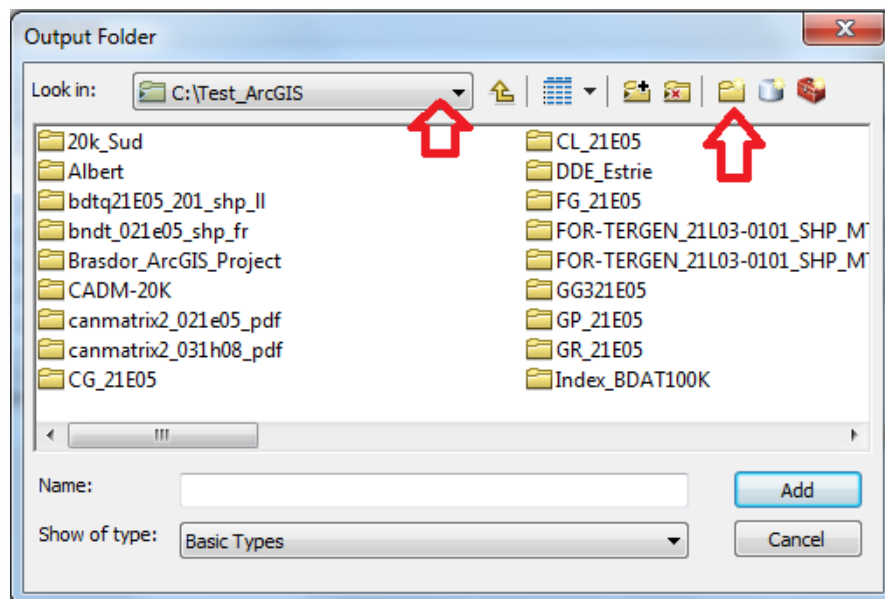 Output Folder
Look in: C:\Test_ArcGIS
20k_Sud
Albert
bdtq21E05_201_shp_ll
bndt_021e05_shp_fr
Brasdor_ArcGIS_Project
CADM-20K
canmatrix2_021e05_pdf
canmatrix2_031h08_pdf
CG_21E05
CL_21E05
DDE_Estrie
FG_21E05
FOR-TERGEN_21L03-0101_SHP_MT
FOR-TERGEN_21L03-0101_SHP_MT
GG321E05
GP_21E05
GR_21E05
Index_BDAT100K
Name:
Add
Show of type: Basic Types
Cancel